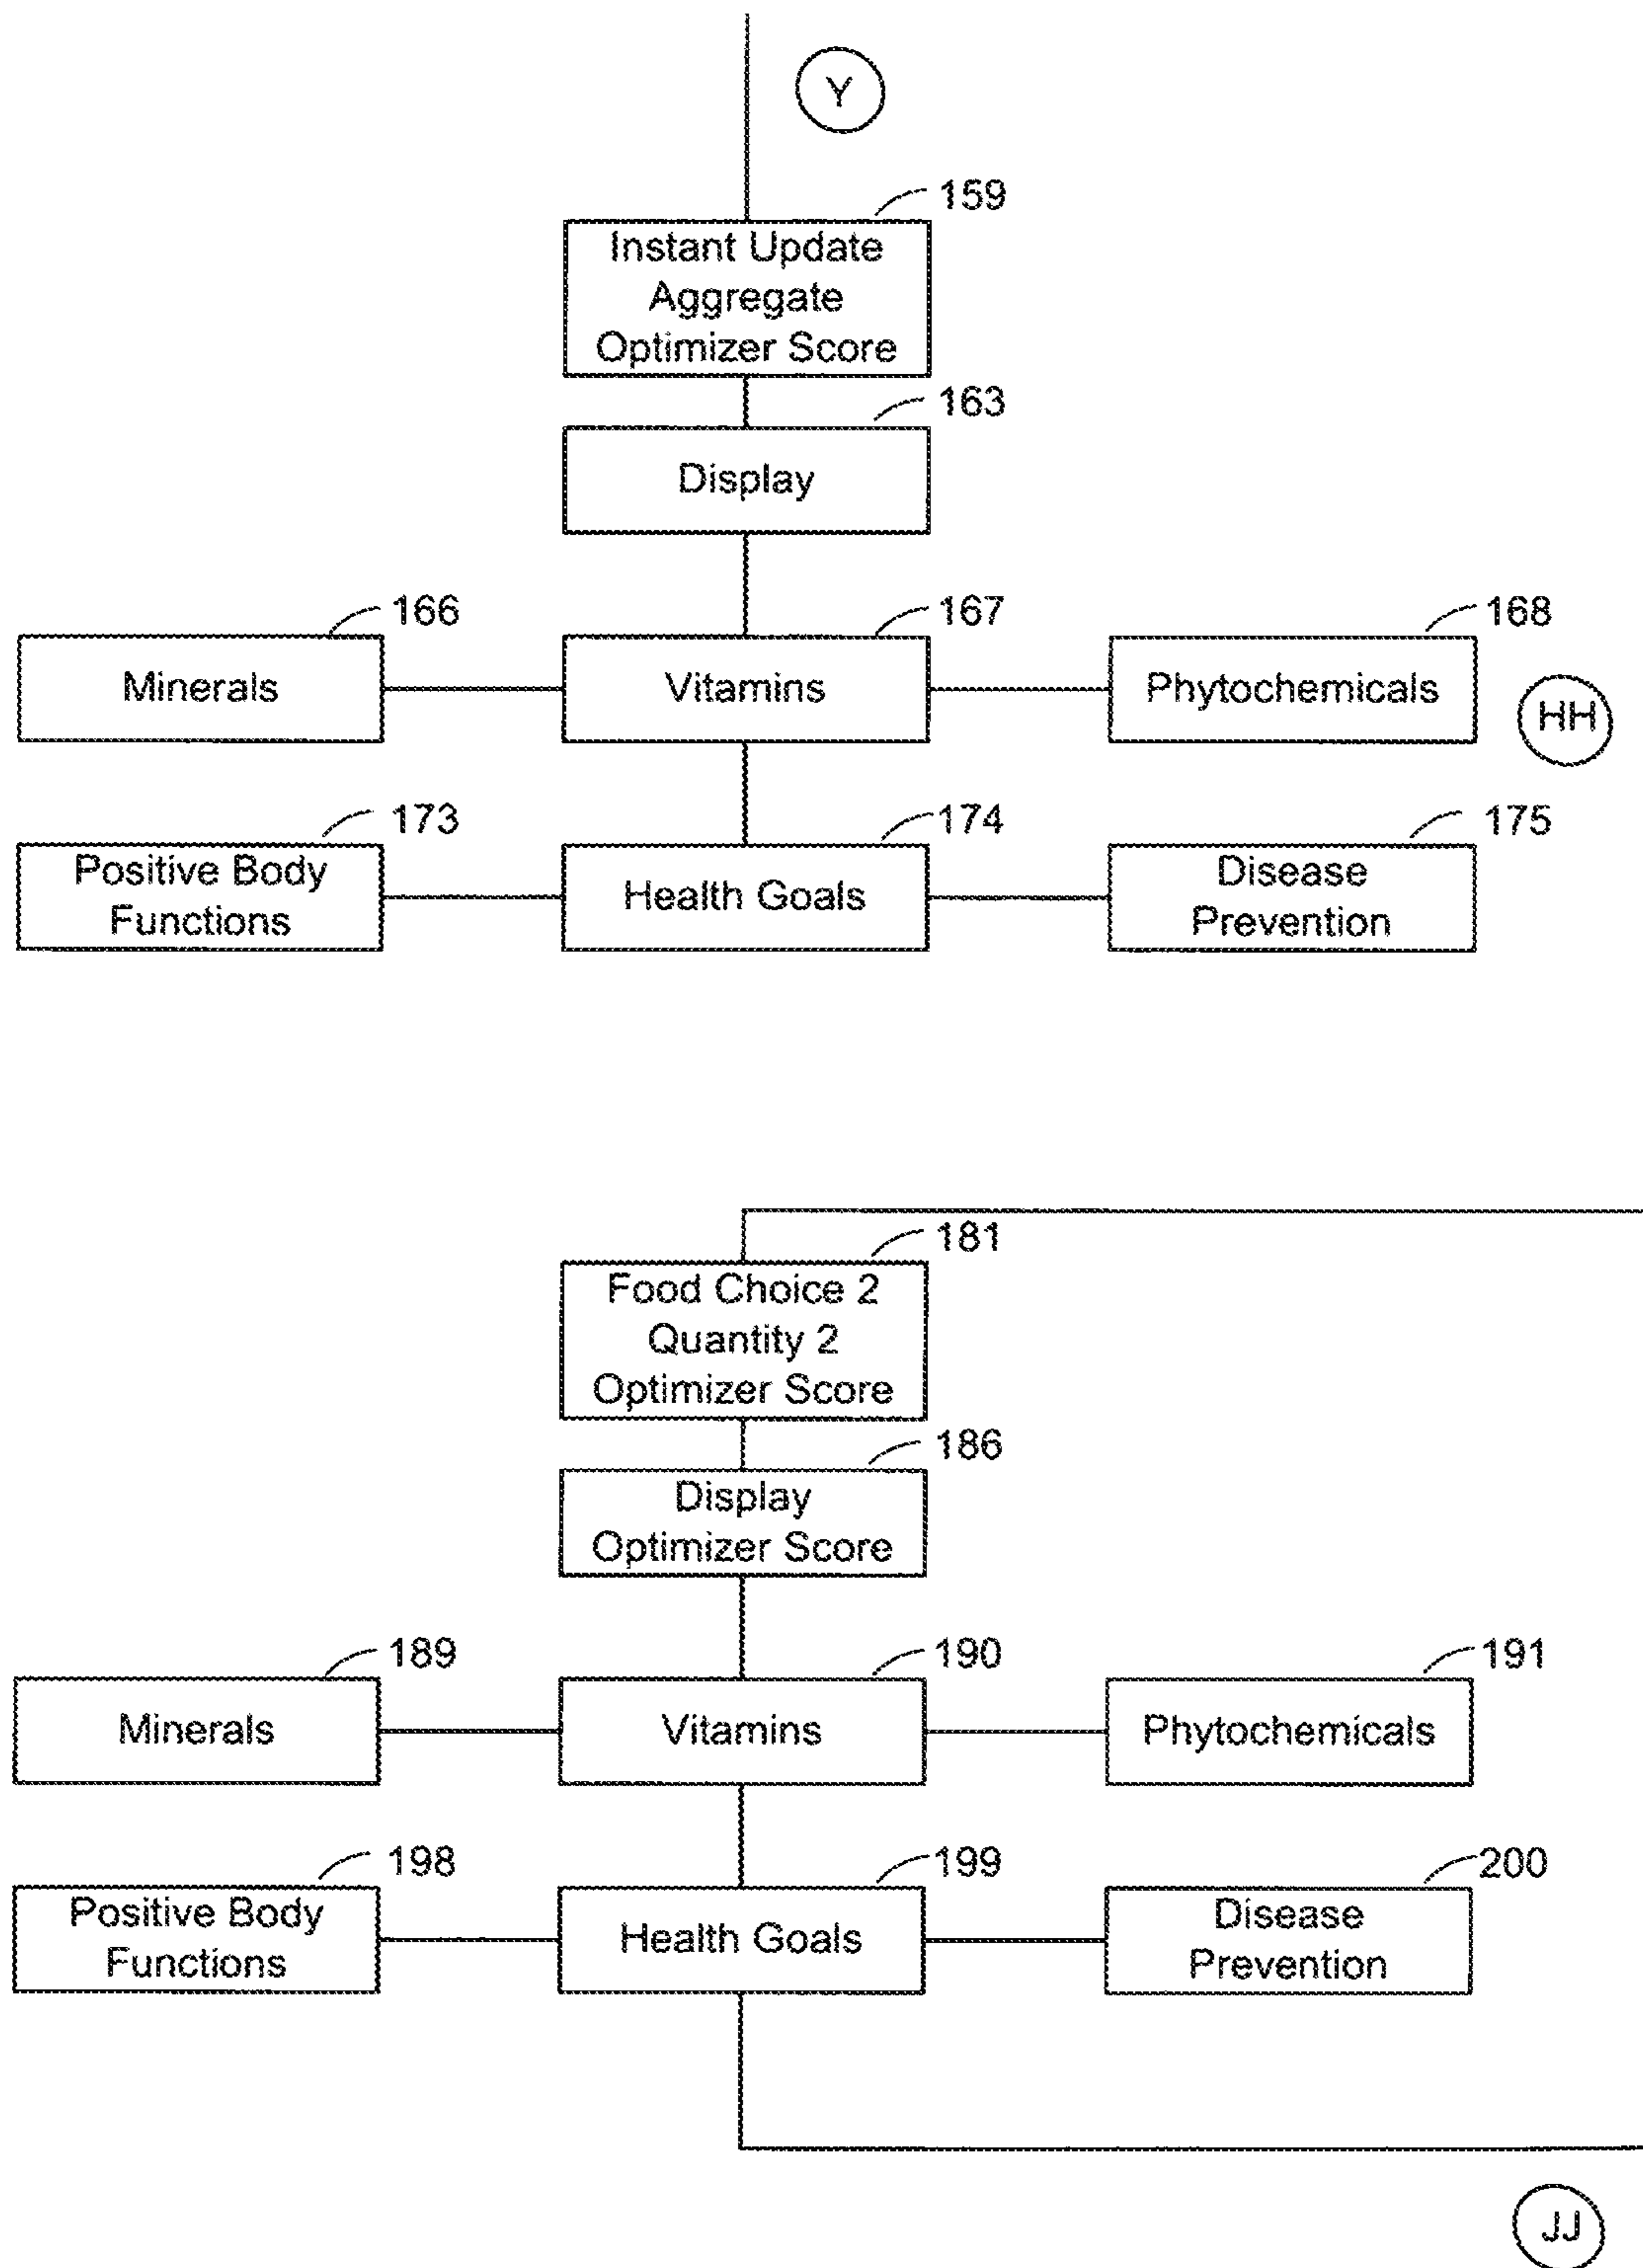 Y
159
Instant Update
Aggregate
Optimizer Score
163
Display
166
167
168
Minerals
Vitamins
Phytochemicals
HH
173
174
175
Positive Body
Functions
Health Goals
Disease
Prevention
181
Food Choice 2
Quantity 2
Optimizer Score
186
Display
Optimizer Score
189
190
191
Minerals
Vitamins
Phytochemicals
198
199
200
Positive Body
Functions
Health Goals
Disease
Prevention
JJ